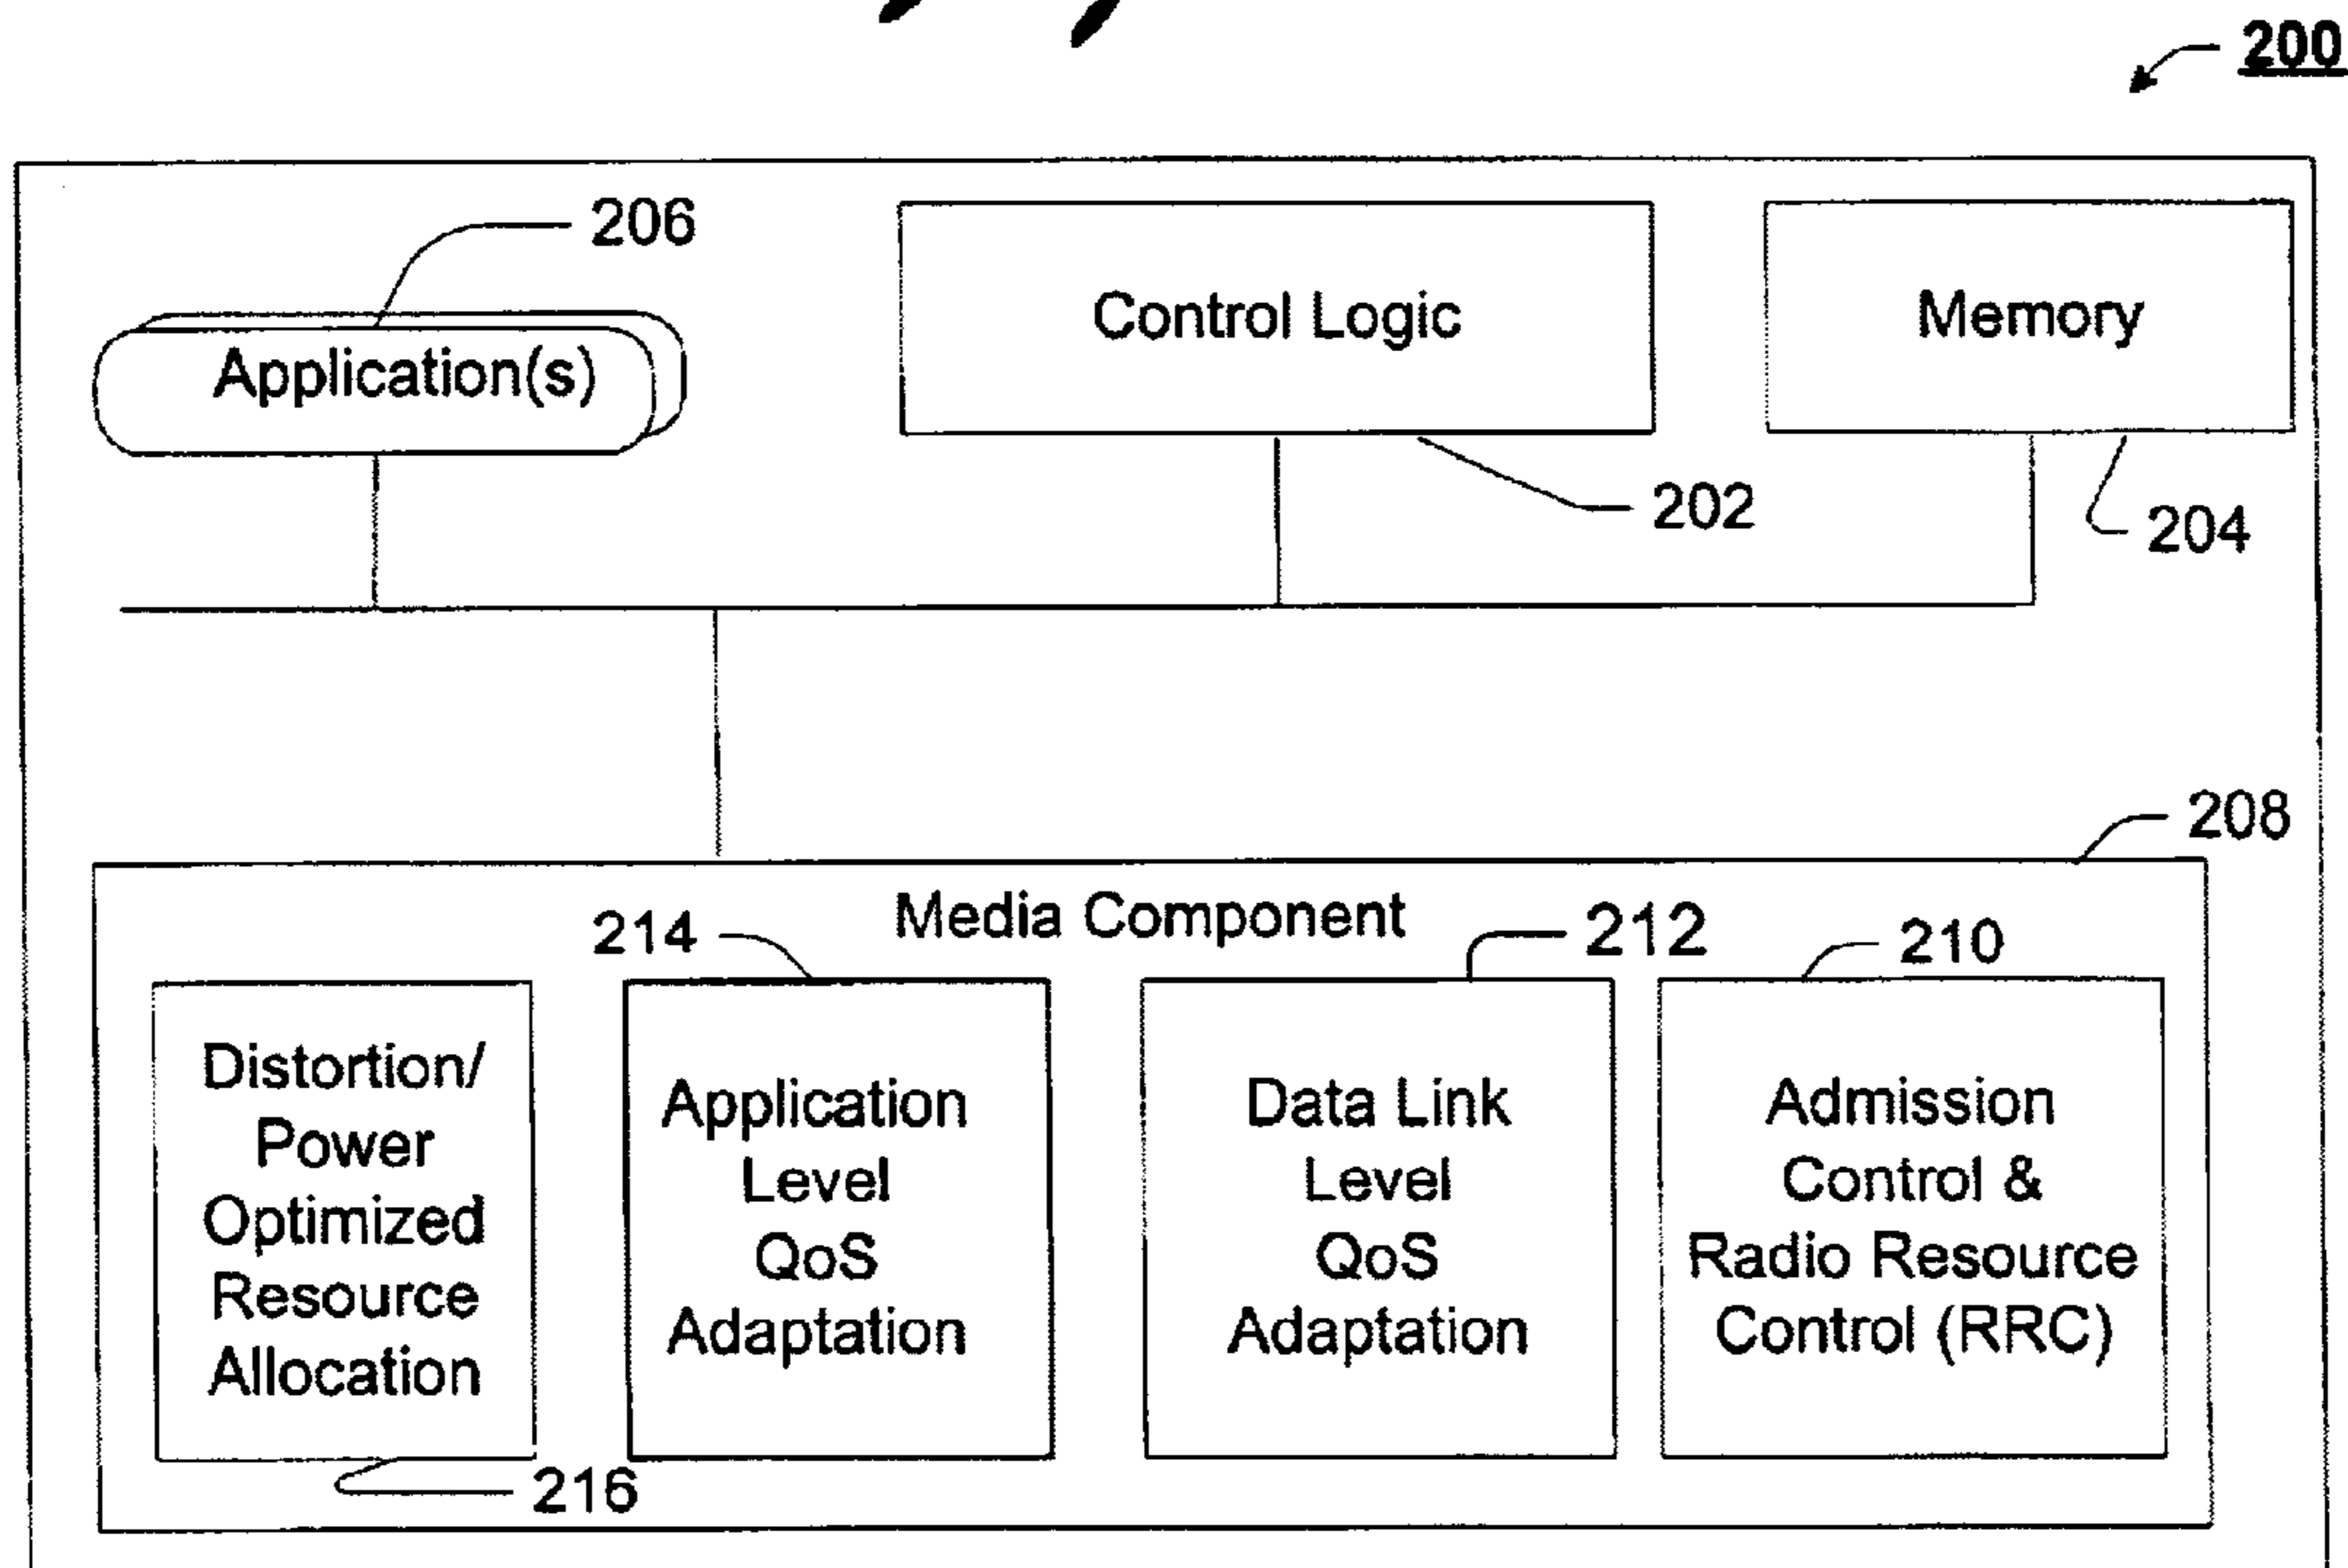 200
206
Application(s)
Control Logic
Memory
202
204
208
Media Component
214
212
210
Distortion/
Power
Optimized
Resource
Allocation
Application
Level
QoS
Adaptation
Data Link
Level
QoS
Adaptation
Admission
Control &
Radio Resource
Control (RRC)
216